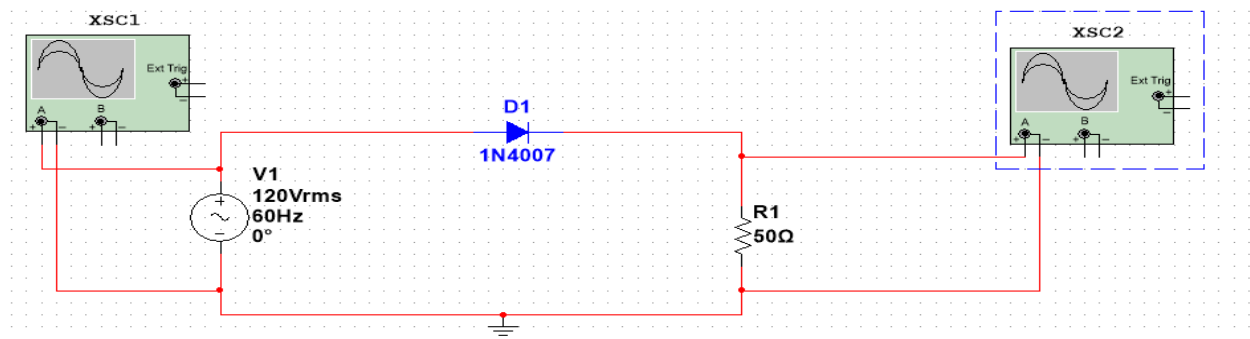 XSC1
Ext Trig
+
−
A
B
+
−
+
−
V1
120Vrms
60Hz
0°
+
−
D1
1N4007
R1
50Ω
XSC2
Ext Trig
+
−
A
B
+
−
+
−